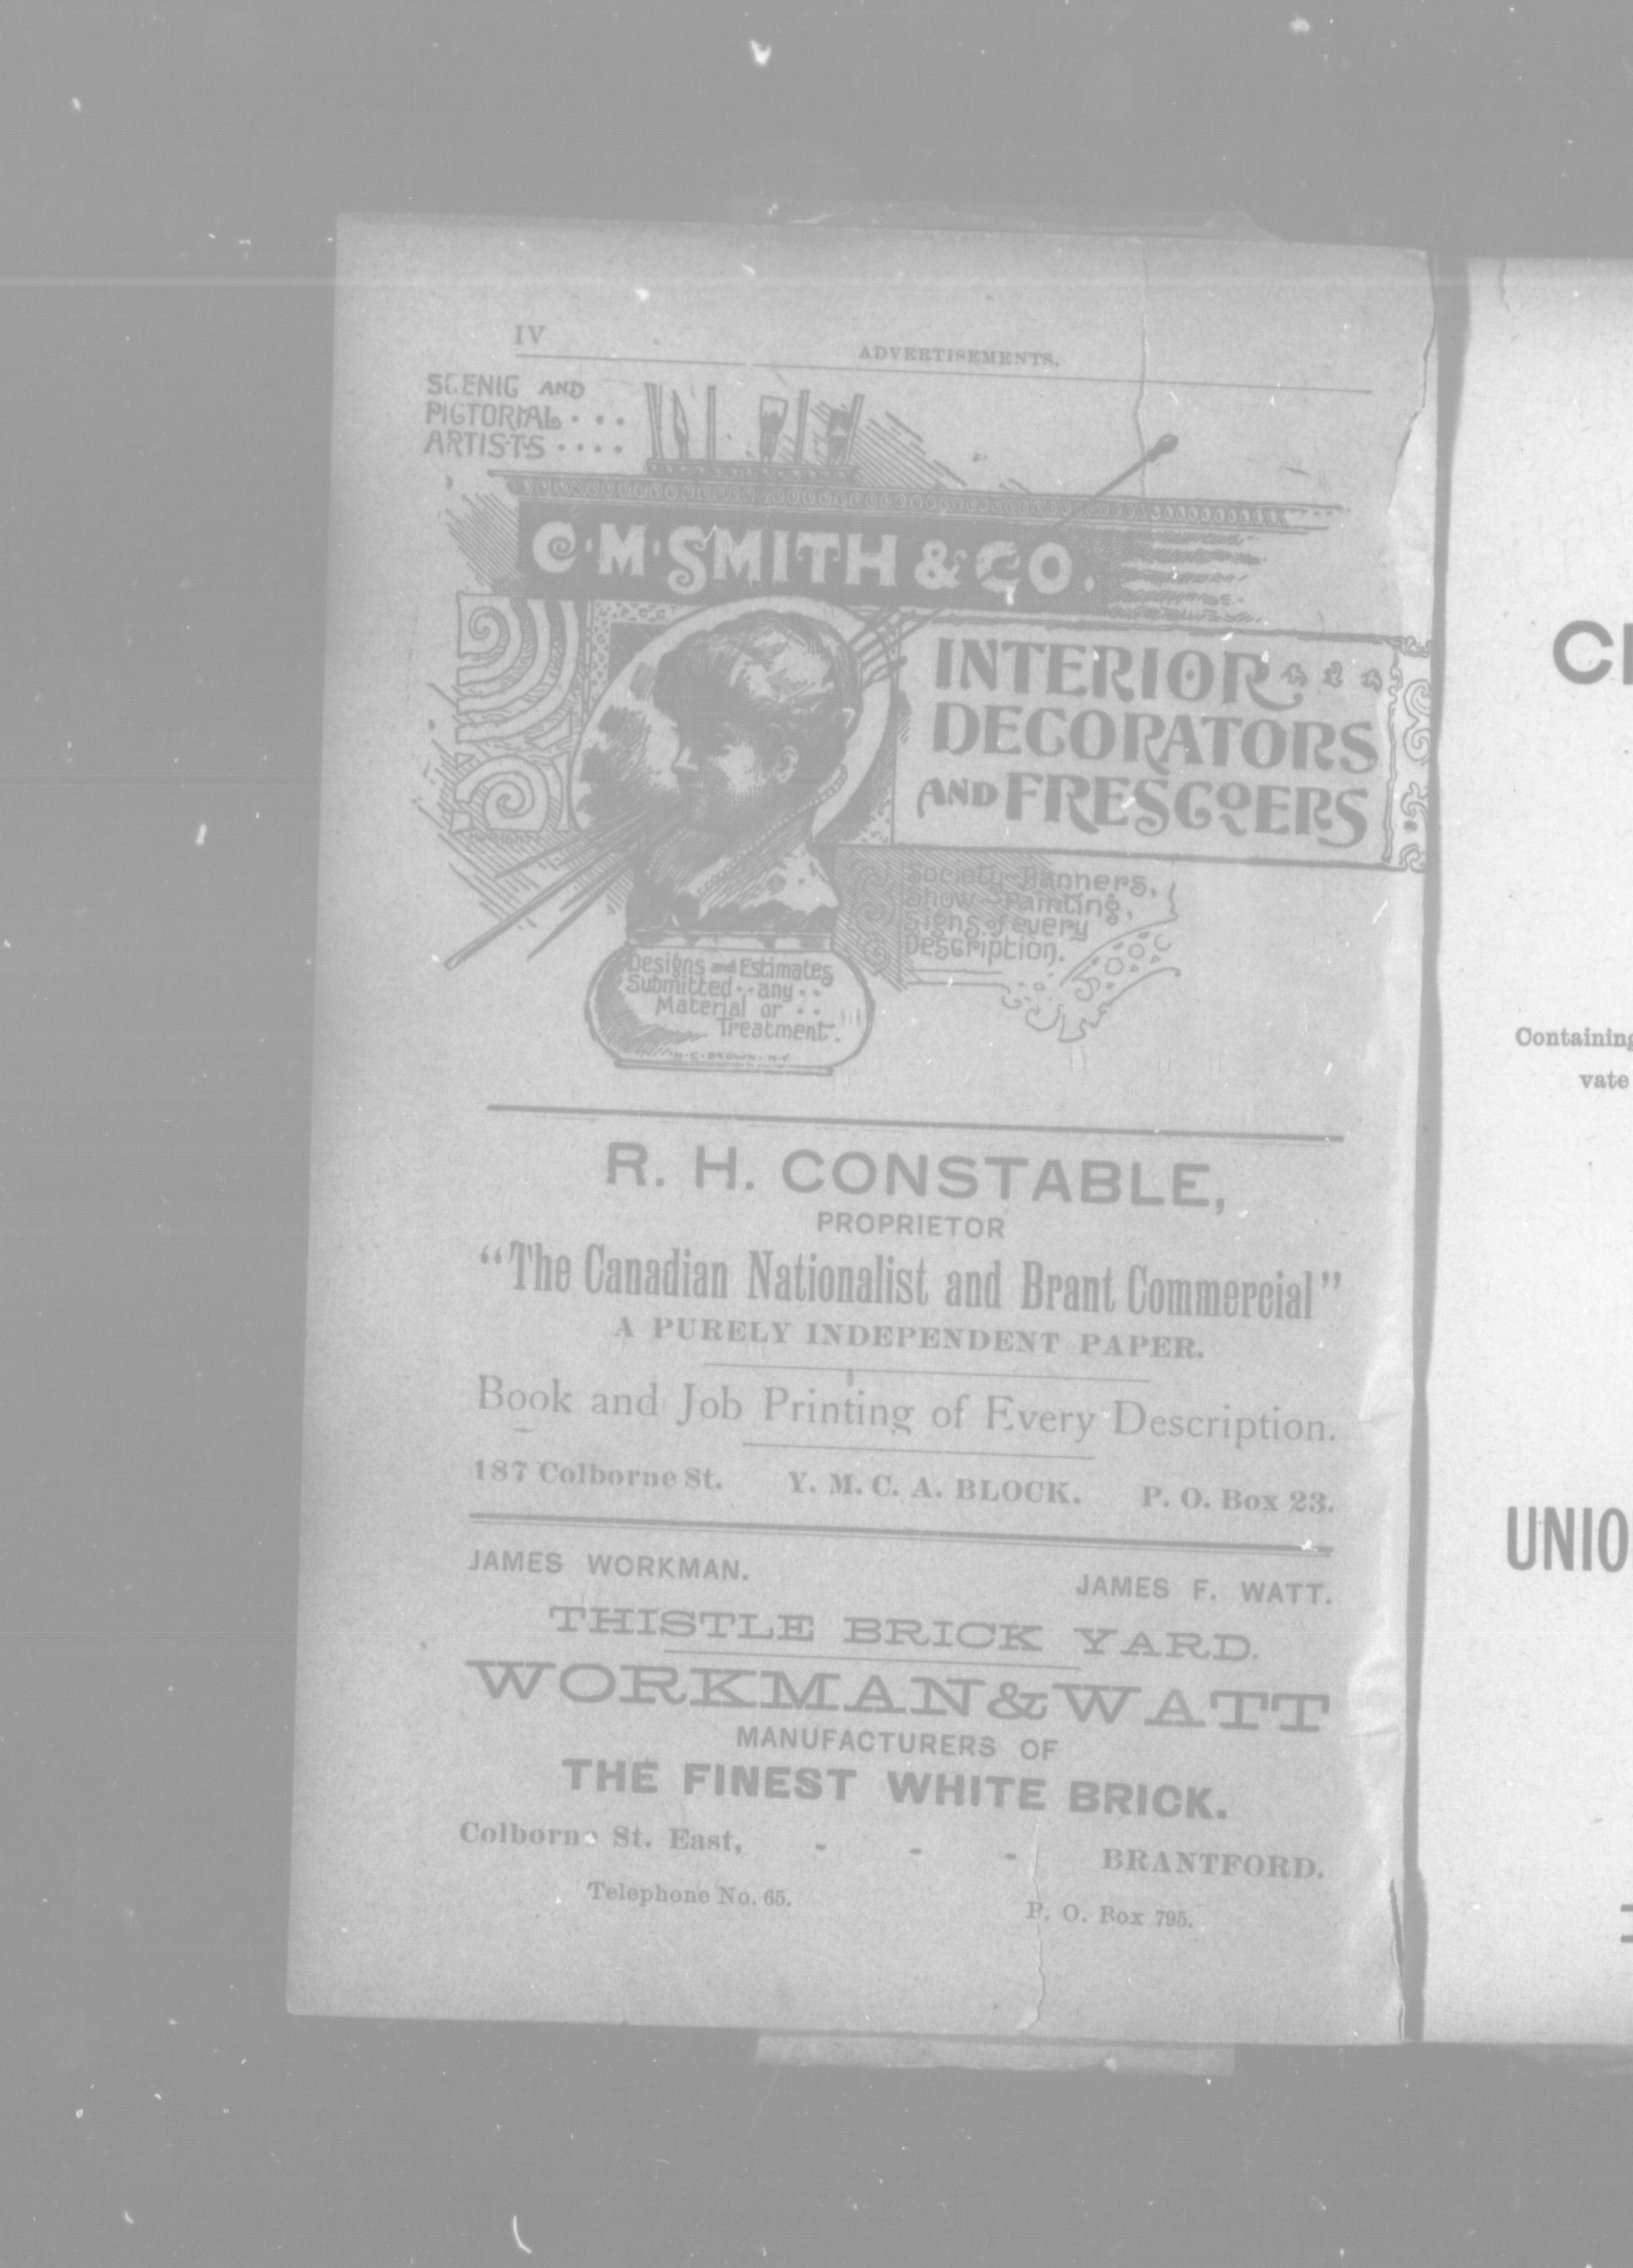 IV
ADVERTISEMENTS.
SCENIC AND
PICTORIAL . . .
ARTISTS . . . .
C. M. SMITH & CO.
INTERIOR
DECORATORS
AND FRESCOERS
Society Banners,
Show Painting,
Signs of every
Description.
Designs and Estimates
Submitted . . any . .
Material or . .
Treatment.
R. H. CONSTABLE,
PROPRIETOR
“The Canadian Nationalist and Brant Commercial”
A PURELY INDEPENDENT PAPER.
Book and Job Printing of Every Description.
187 Colborne St. Y. M. C. A. BLOCK. P. O. Box 23.
JAMES WORKMAN. JAMES F. WATT.
THISTLE BRICK YARD.
WORKMAN & WATT
MANUFACTURERS OF
THE FINEST WHITE BRICK.
Colborne St. East, - - - BRANTFORD.
Telephone No. 65. P. O. Box 795.
Containing
vate
UNIO